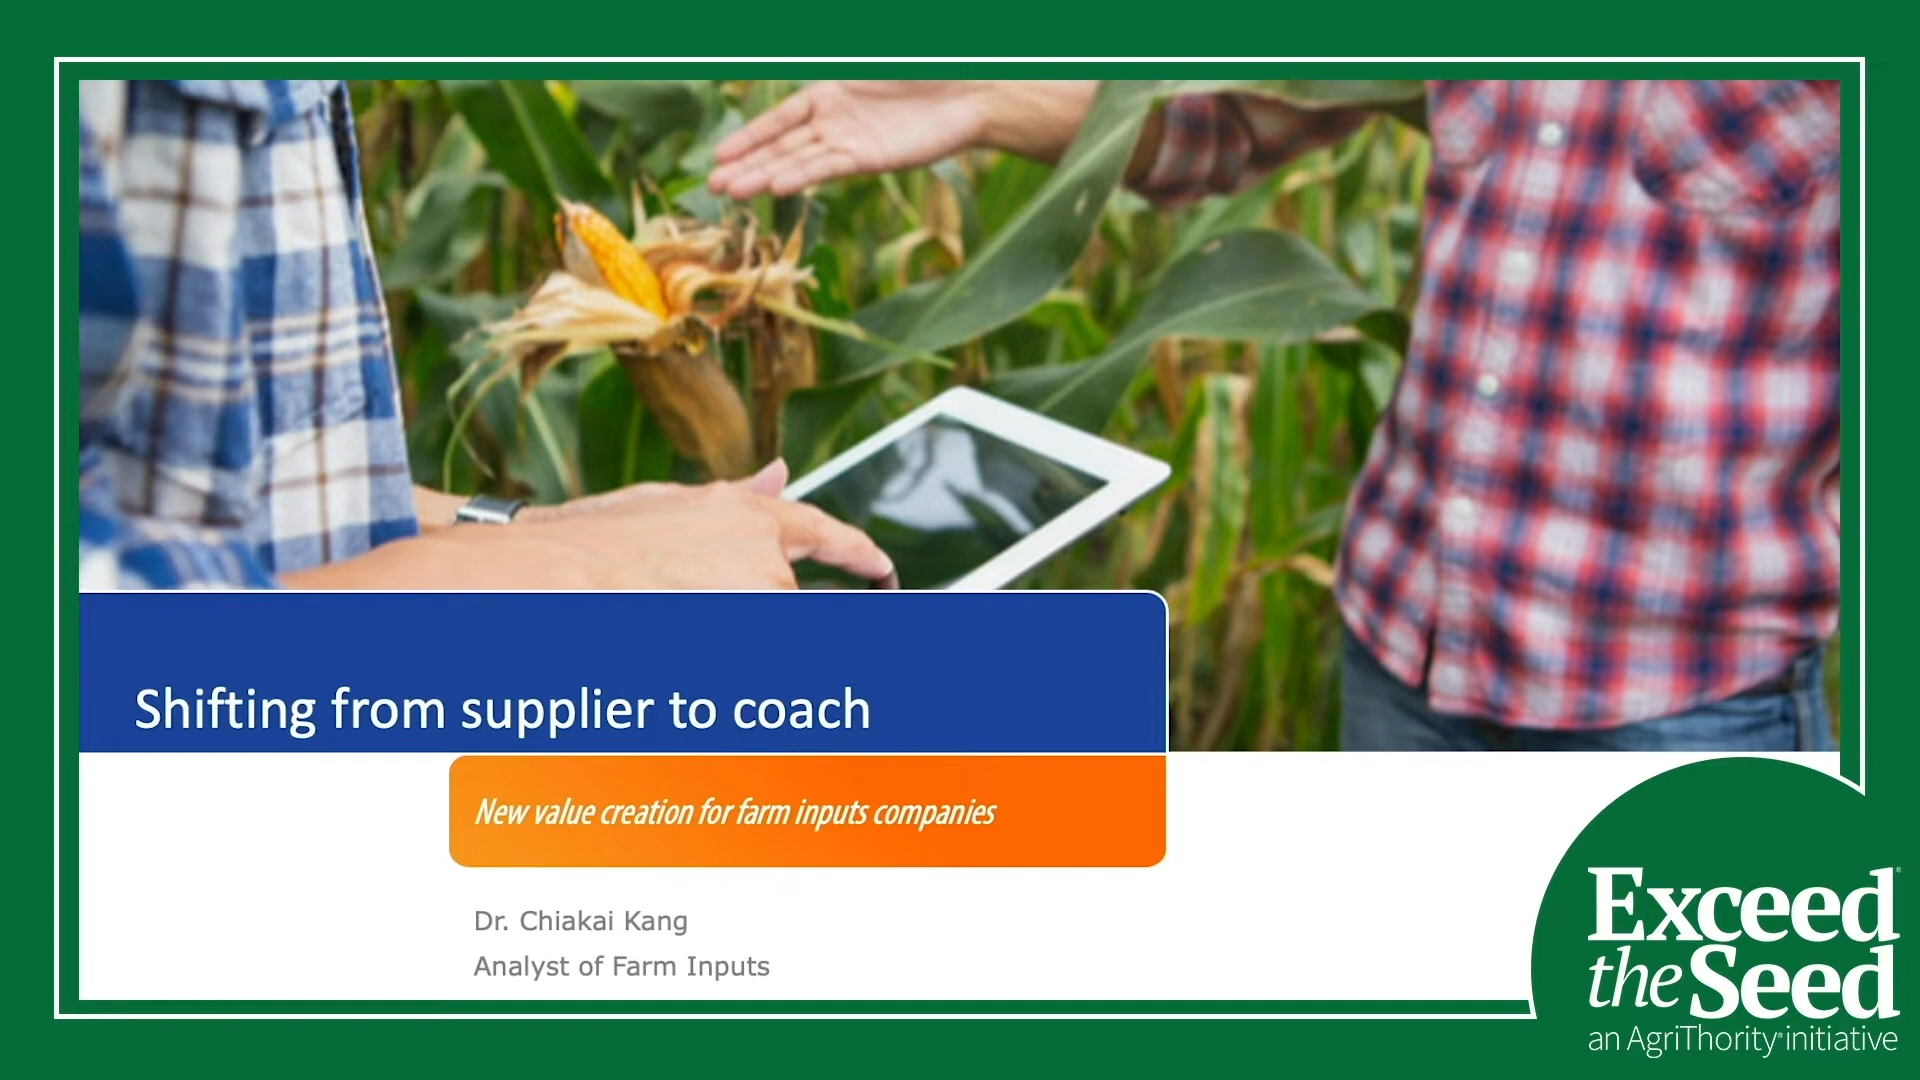 Shifting from supplier to coach
New value creation for farm inputs companies
Dr. Chiakai Kang
Analyst of Farm Inputs
Exceed
the Seed
an AgriThority® initiative